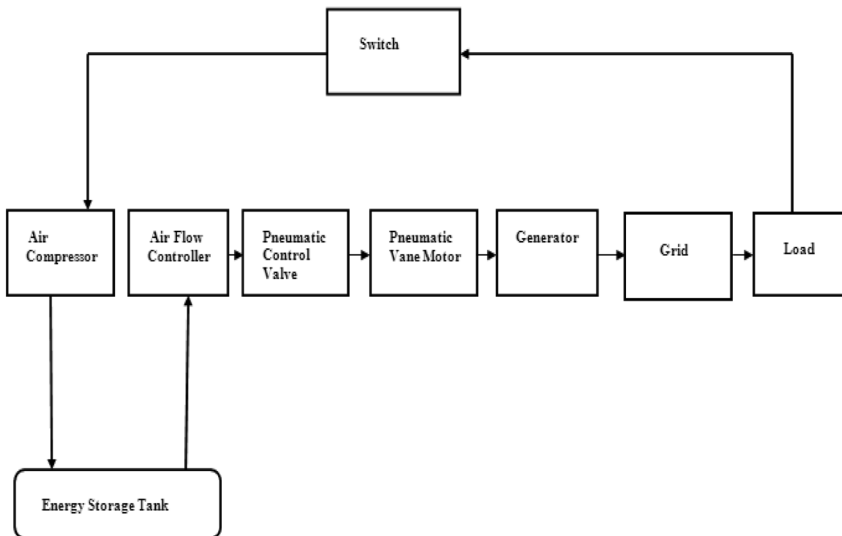 Switch
Air
Compressor
Air Flow
Controller
Pneumatic
Control
Valve
Pneumatic
Vane Motor
Generator
Grid
Load
Energy Storage Tank